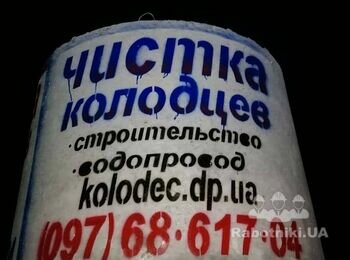 чистка
колодцев
·строительство
·водопровод
kolodec.dp.ua
(097)68·617·04
Rabotniki.UA